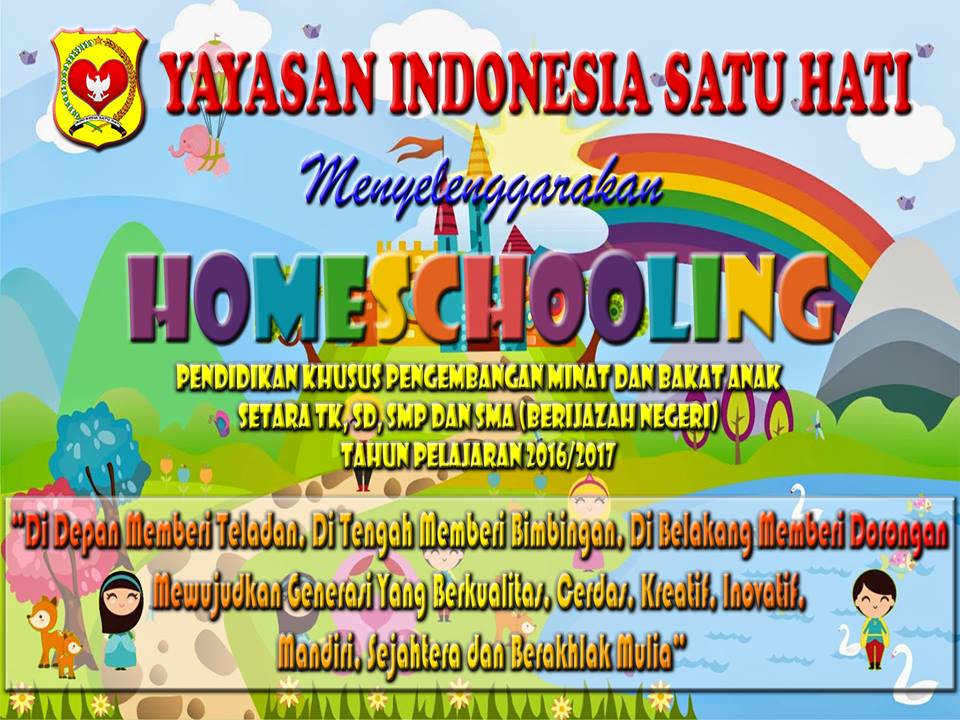 YAYASAN INDONESIA SATU HATI
Menyelenggarakan
HOMESCHOOLING
PENDIDIKAN KHUSUS PENGEMBANGAN MINAT DAN BAKAT ANAK
SETARA TK, SD, SMP DAN SMA (BERIJAZAH NEGERI)
TAHUN PELAJARAN 2016/2017
"Di Depan Memberi Teladan, Di Tengah Memberi Bimbingan, Di Belakang Memberi Dorongan
Mewujudkan Generasi Yang Berkualitas, Cerdas, Kreatif, Inovatif,
Mandiri, Sejahtera dan Berakhlak Mulia"